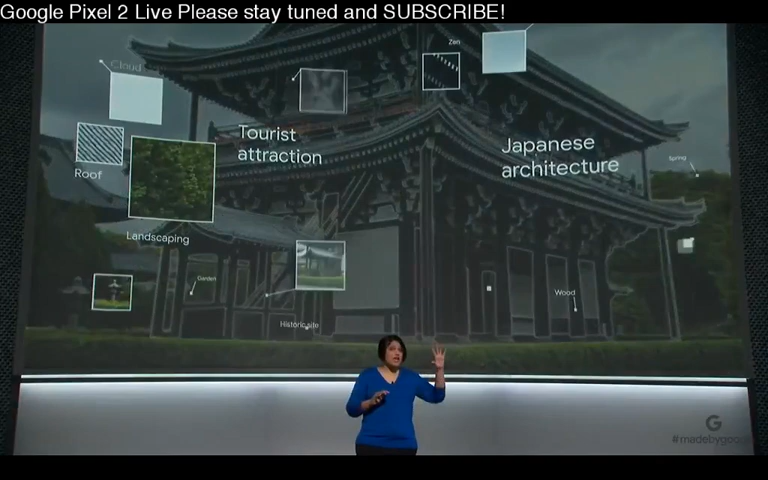 Google Pixel 2 Live Please stay tuned and SUBSCRIBE!
Cloud
Zen
Tourist
attraction
Japanese
architecture
Roof
Spring
Landscaping
Garden
Wood
Historic site
G
#madebygoogle